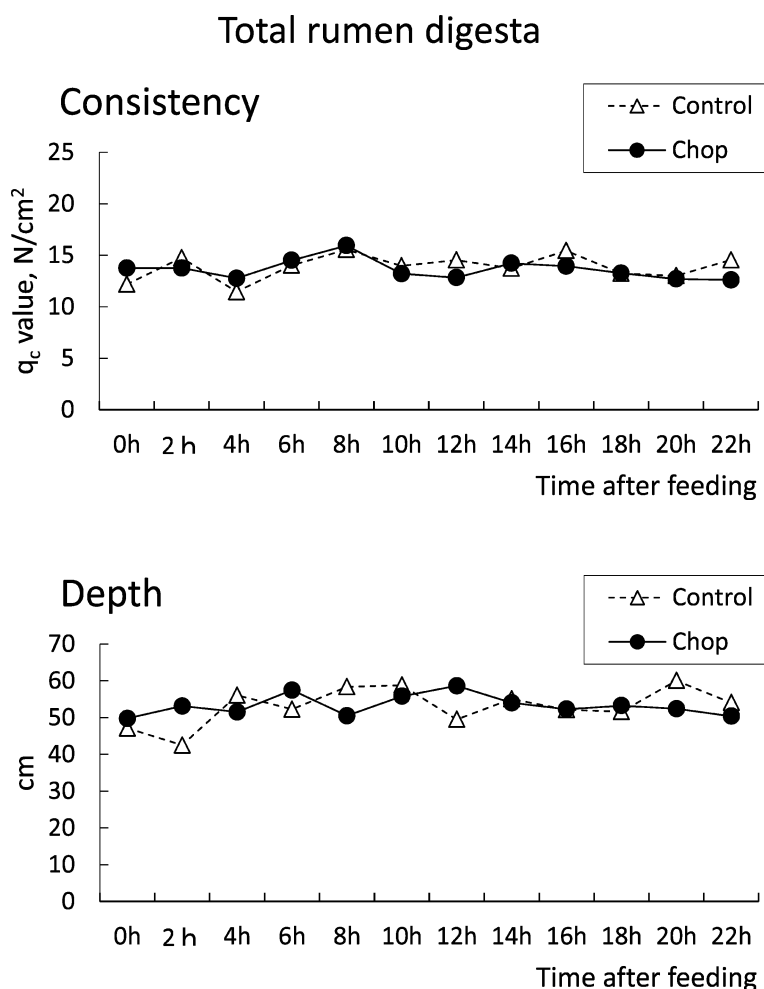 Total rumen digesta
Consistency
Control
Chop
25
20
15
10
5
0
qc value, N/cm²
0h 2 h 4h 6h 8h 10h 12h 14h 16h 18h 20h 22h
Time after feeding
Depth
Control
Chop
70
60
50
40
30
20
10
0
cm
0h 2 h 4h 6h 8h 10h 12h 14h 16h 18h 20h 22h
Time after feeding